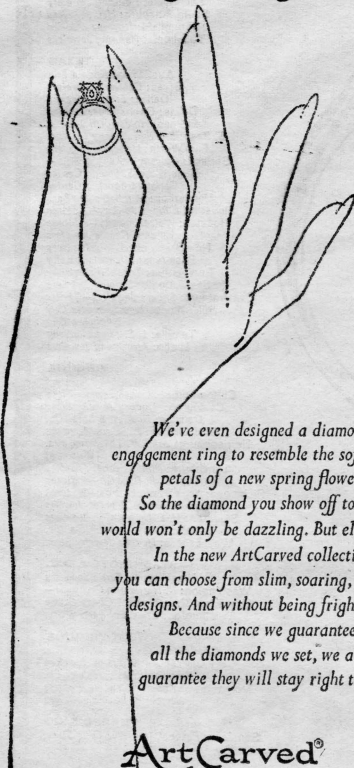 We've even designed a diamo
engagement ring to resemble the so
petals of a new spring flowe
So the diamond you show off to
world won't only be dazzling. But el
In the new ArtCarved collecti
you can choose from slim, soaring,
designs. And without being frigh
Because since we guarantee
all the diamonds we set, we a
guarantee they will stay right t
ArtCarved®